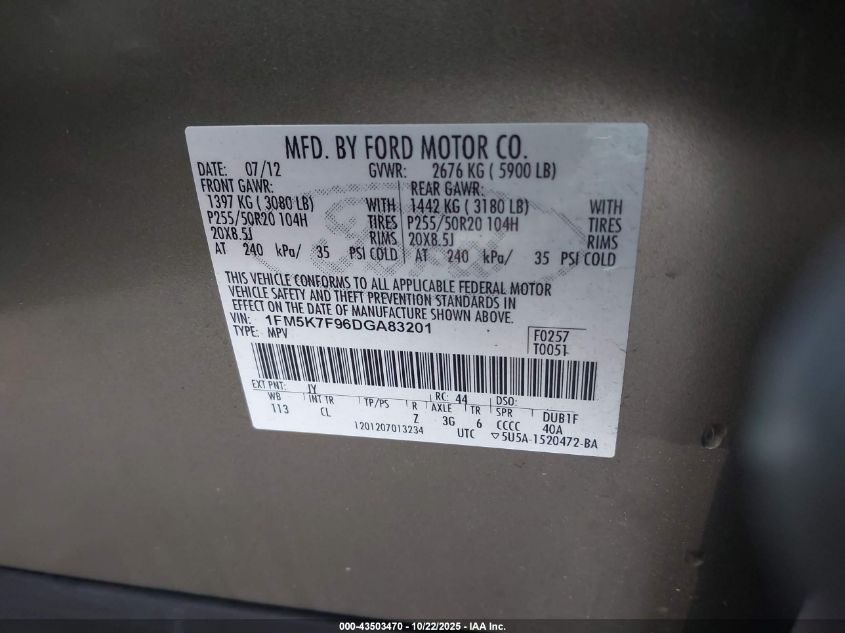 MFD. BY FORD MOTOR CO.
DATE: 07/12 GVWR: 2676 KG ( 5900 LB)
FRONT GAWR: REAR GAWR:
1397 KG ( 3080 LB) WITH 1442 KG ( 3180 LB) WITH
P255/50R20 104H TIRES P255/50R20 104H TIRES
20X8.5J RIMS 20X8.5J RIMS
AT 240 kPa/ 35 PSI COLD AT 240 kPa/ 35 PSI COLD
THIS VEHICLE CONFORMS TO ALL APPLICABLE FEDERAL MOTOR
VEHICLE SAFETY AND THEFT PREVENTION STANDARDS IN
EFFECT ON THE DATE OF MANUFACTURE SHOWN ABOVE.
VIN: 1FM5K7F96DGA83201
TYPE: MPV
F0257
T0051
EXT PNT: JY RC: 44 DSO:
WB INT TR TP/PS R AXLE TR SPR DUB1F
113 CL Z 3G 6 CCCC 40A
1201207013234 UTC ▽5U5A-1520472-BA
000-43503470 - 10/22/2025 - IAA Inc.